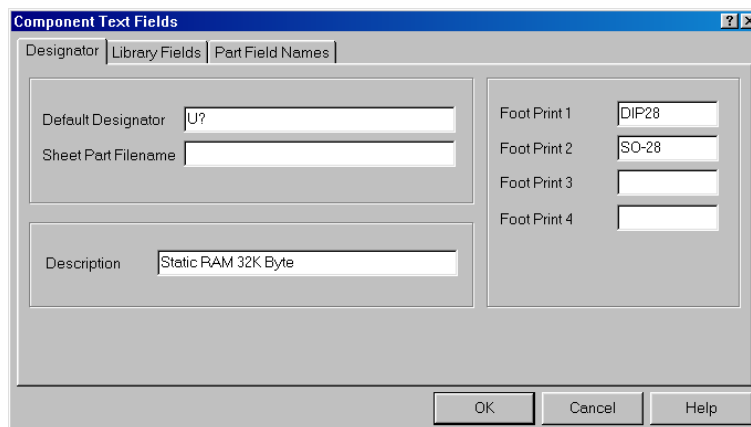 Component Text Fields
Designator Library Fields Part Field Names
Default Designator U?
Sheet Part Filename
Description Static RAM 32K Byte
Foot Print 1 DIP28
Foot Print 2 SO-28
Foot Print 3
Foot Print 4
OK Cancel Help